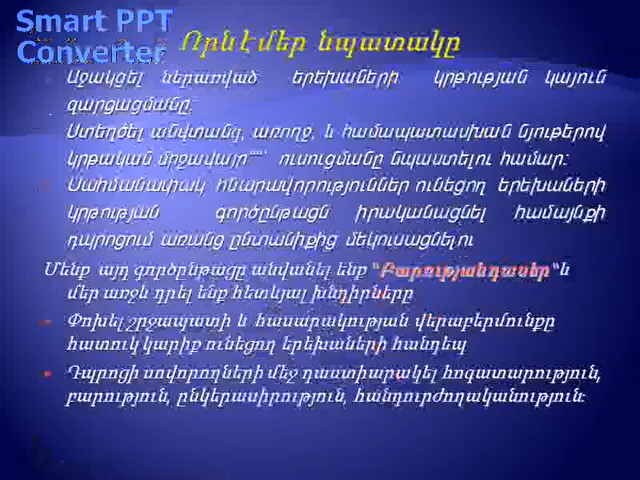 Smart PPT
Converter
Ո՞րն է մեր նպատակը
Աջակցել ներառված երեխաների կրթության կայուն
զարգացմանը:
Ստեղծել անվտանգ, առողջ, և համապատասխան նյութերով
կրթական միջավայր ուսուցմանը նպաստելու համար:
Սահմանափակ հնարավորություններ ունեցող երեխաների
կրթության գործընթացն իրականացնել համայնքի
դպրոցում առանց ընտանիքից մեկուսացնելու
Մենք այդ գործընթացը անվանել ենք "Բարության դասեր" և
մեր առջև դրել ենք հետևյալ խնդիրները
Փոխել շրջապատի և հասարակության վերաբերմունքը
հատուկ կարիք ունեցող երեխաների հանդեպ
Դպրոցի սովորողների մեջ դաստիարակել հոգատարություն,
բարություն, ընկերասիրություն, հանդուրժողականություն: